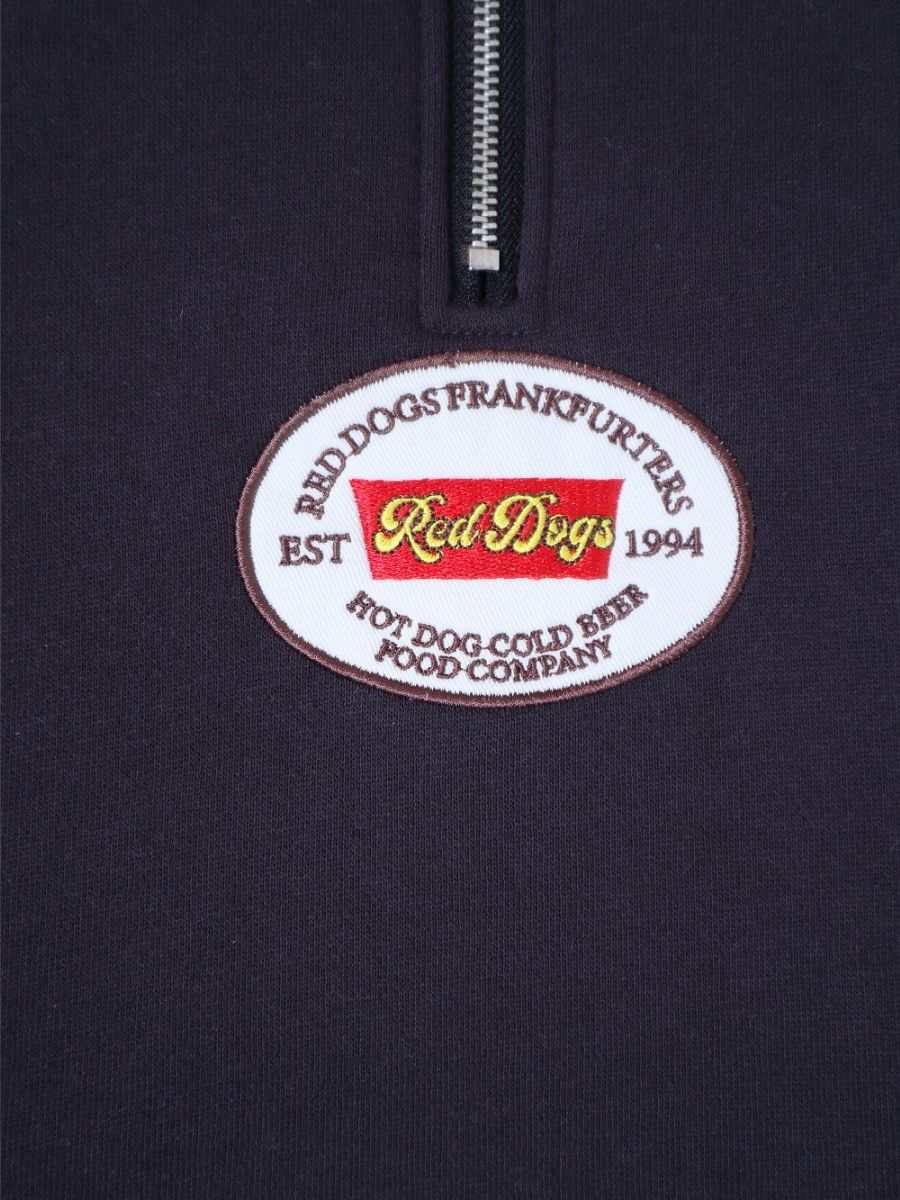 RED DOGS FRANKFURTERS
EST
Red Dogs
1994
HOT DOG·COLD BEER
FOOD·COMPANY